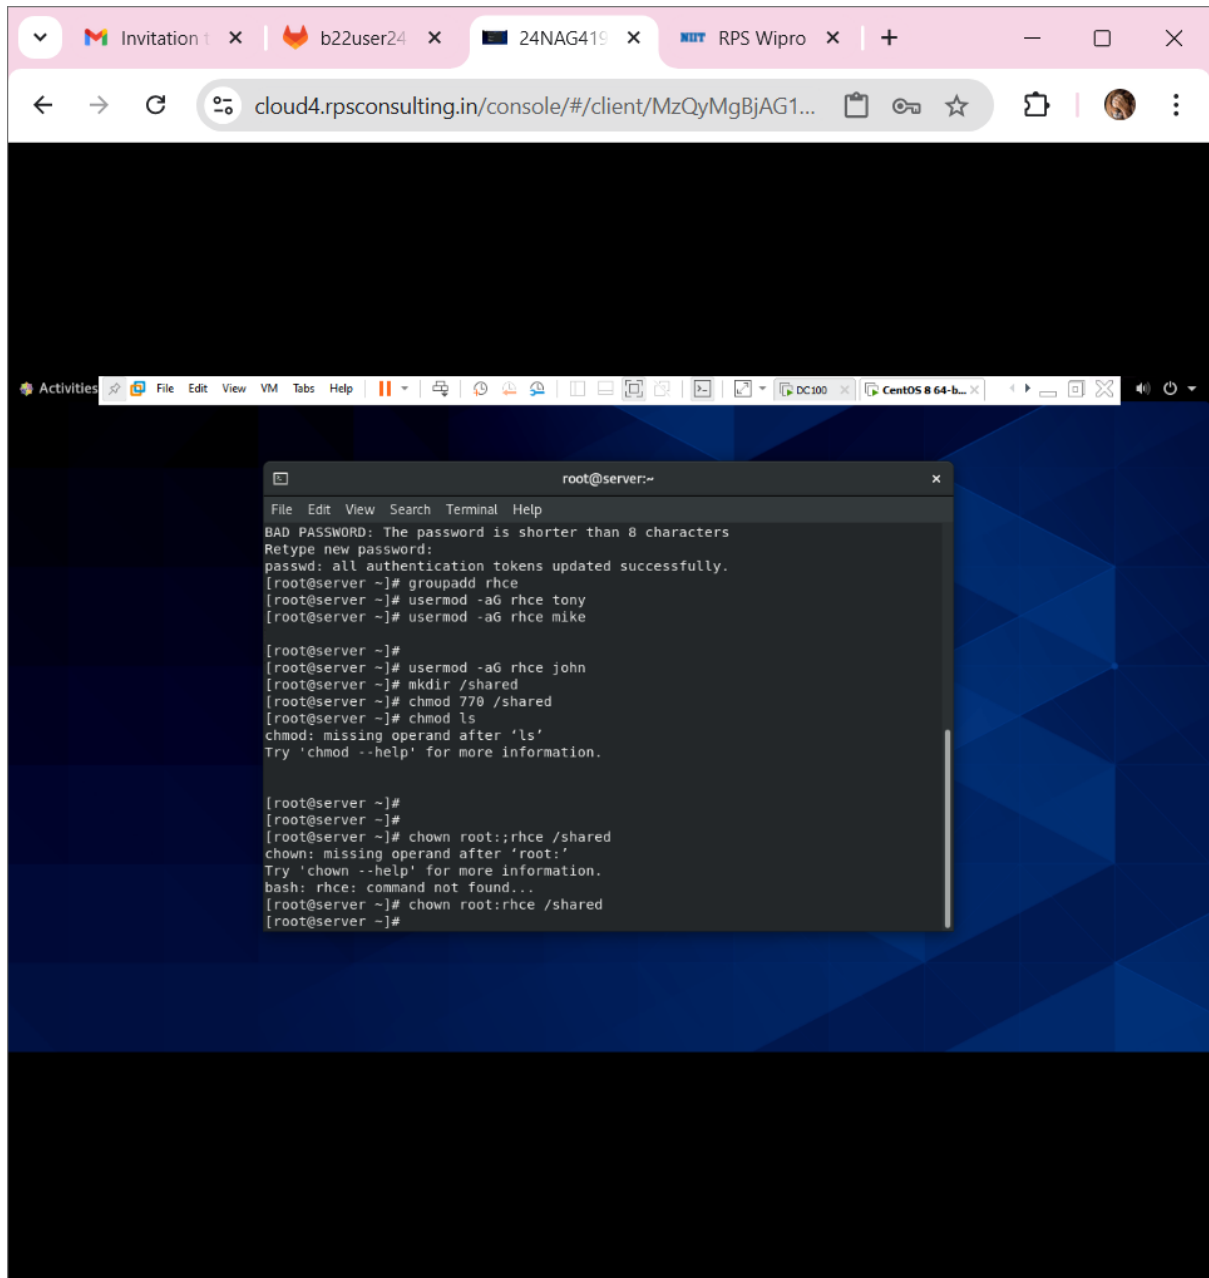 Invitation t
b22user24
24NAG419
NIIT RPS Wipro
cloud4.rpsconsulting.in/console/#/client/MzQyMgBjAG1...
Activities File Edit View VM Tabs Help DC100 CentOS 8 64-b...
root@server:~
File Edit View Search Terminal Help
BAD PASSWORD: The password is shorter than 8 characters
Retype new password:
passwd: all authentication tokens updated successfully.
[root@server ~]# groupadd rhce
[root@server ~]# usermod -aG rhce tony
[root@server ~]# usermod -aG rhce mike
[root@server ~]#
[root@server ~]# usermod -aG rhce john
[root@server ~]# mkdir /shared
[root@server ~]# chmod 770 /shared
[root@server ~]# chmod ls
chmod: missing operand after ‘ls’
Try 'chmod --help' for more information.
[root@server ~]#
[root@server ~]#
[root@server ~]# chown root:;rhce /shared
chown: missing operand after ‘root:’
Try 'chown --help' for more information.
bash: rhce: command not found...
[root@server ~]# chown root:rhce /shared
[root@server ~]#